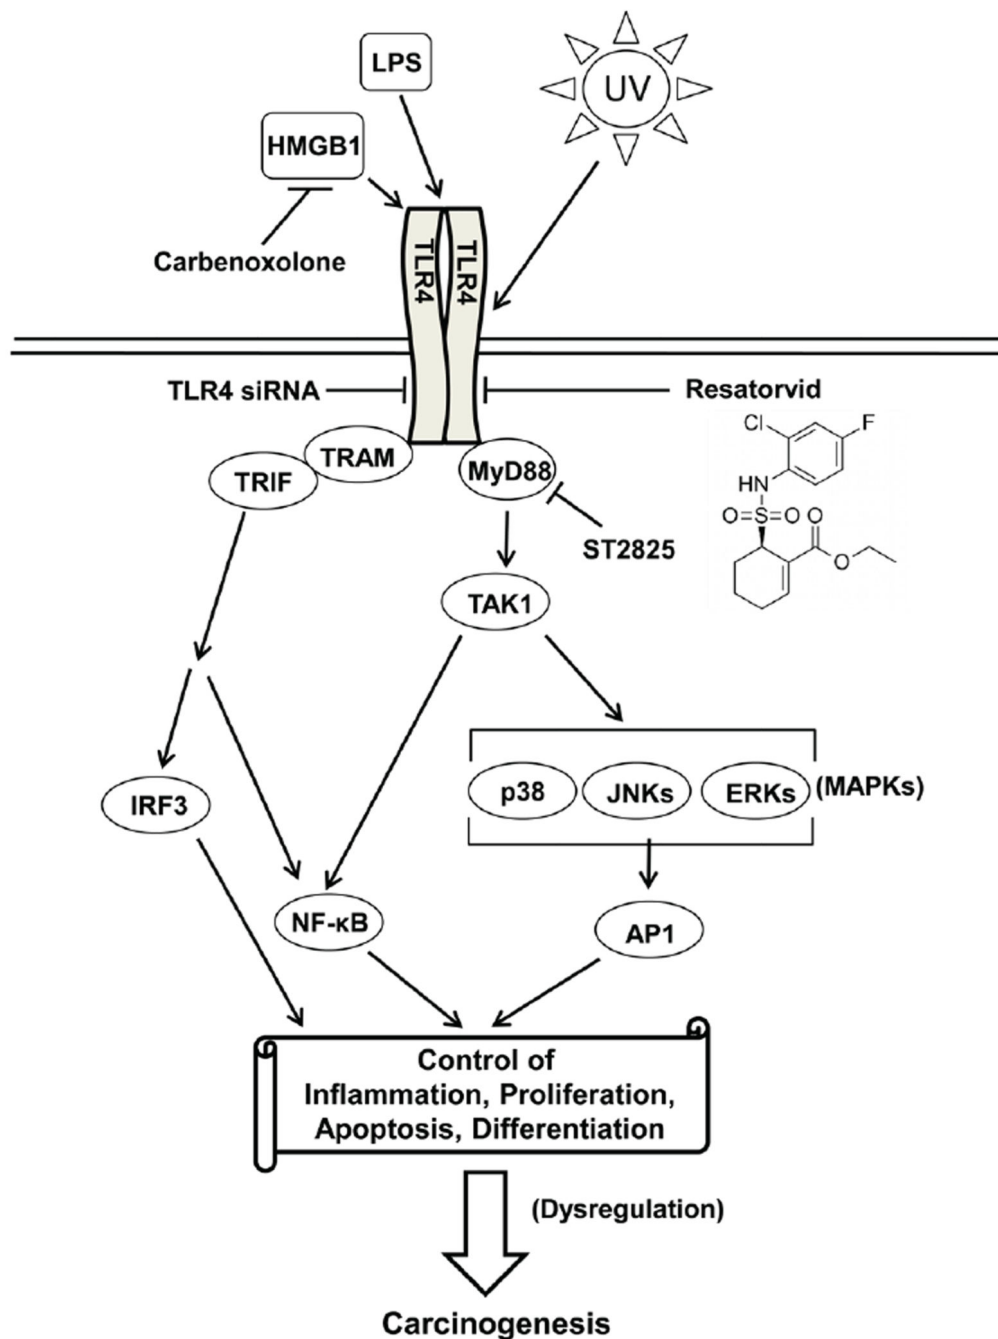 LPS
UV
HMGB1
Carbenoxolone
TLR4
TLR4
TLR4 siRNA
Resatorvid
Cl
F
HN
O=S=O
O
O
TRAM
TRIF
MyD88
ST2825
TAK1
p38
JNKs
ERKs
(MAPKs)
IRF3
NF-κB
AP1
Control of
Inflammation, Proliferation,
Apoptosis, Differentiation
(Dysregulation)
Carcinogenesis